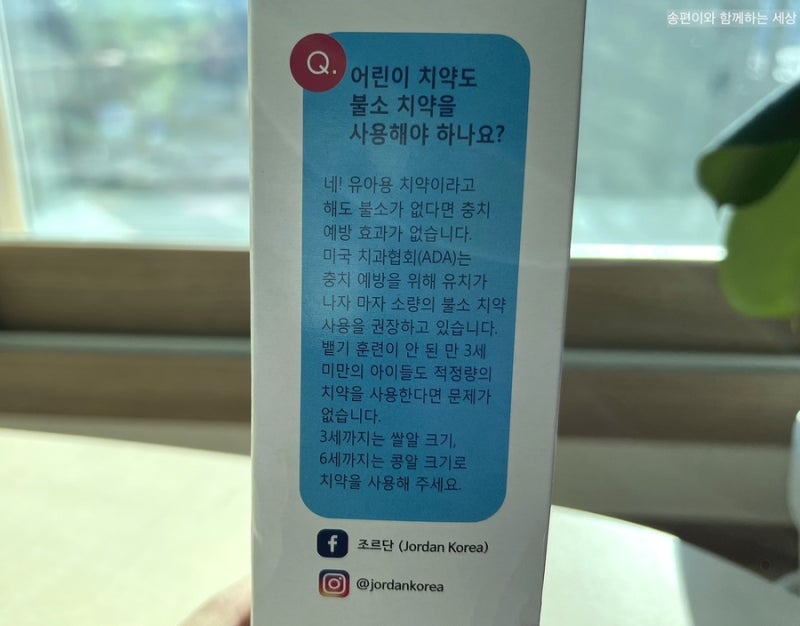 송편이와 함께하는 세상
Q.
어린이 치약도
불소 치약을
사용해야 하나요?
네! 유아용 치약이라고
해도 불소가 없다면 충치
예방 효과가 없습니다.
미국 치과협회(ADA)는
충치 예방을 위해 유치가
나자 마자 소량의 불소 치약
사용을 권장하고 있습니다.
뱉기 훈련이 안 된 만 3세
미만의 아이들도 적정량의
치약을 사용한다면 문제가
없습니다.
3세까지는 쌀알 크기,
6세까지는 콩알 크기로
치약을 사용해 주세요.
f 조르단 (Jordan Korea)
@jordankorea